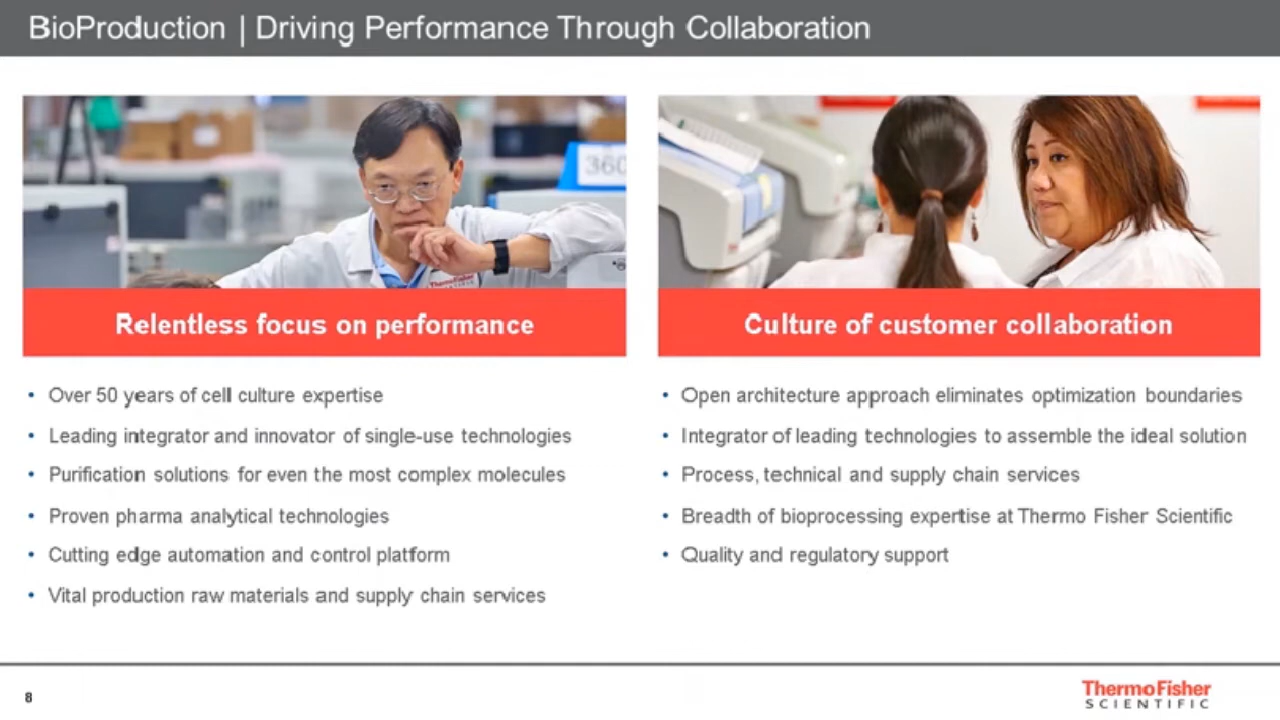 BioProduction | Driving Performance Through Collaboration
360
ThermoFisher
SCIENTIFIC
Relentless focus on performance
• Over 50 years of cell culture expertise
• Leading integrator and innovator of single-use technologies
• Purification solutions for even the most complex molecules
• Proven pharma analytical technologies
• Cutting edge automation and control platform
• Vital production raw materials and supply chain services
Culture of customer collaboration
• Open architecture approach eliminates optimization boundaries
• Integrator of leading technologies to assemble the ideal solution
• Process, technical and supply chain services
• Breadth of bioprocessing expertise at Thermo Fisher Scientific
• Quality and regulatory support
8
ThermoFisher
SCIENTIFIC